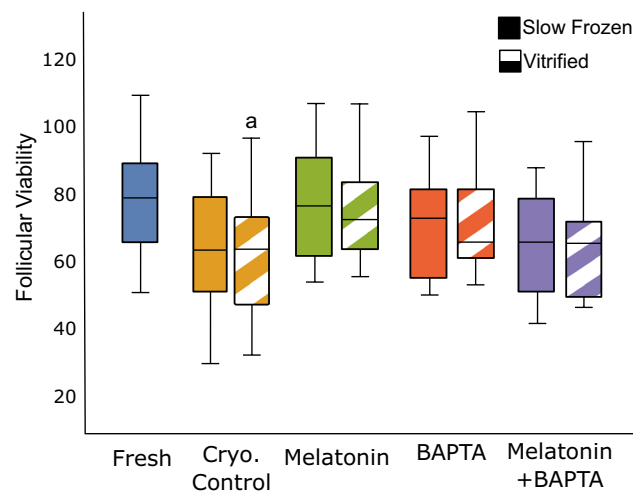 Slow Frozen
Vitrified
Follicular Viability
120
100
80
60
40
20
a
Fresh
Cryo.
Control
Melatonin
BAPTA
Melatonin
+BAPTA